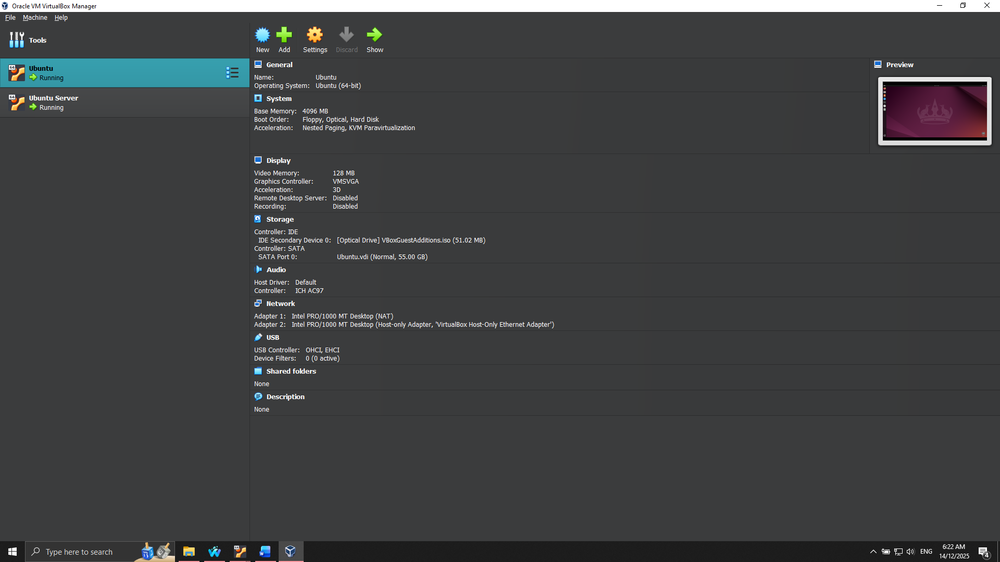 Oracle VM VirtualBox Manager
File Machine Help
Tools
New Add Settings Discard Show
64
Ubuntu
Running
64
Ubuntu Server
Running
General
Name: Ubuntu
Operating System: Ubuntu (64-bit)
System
Base Memory: 4096 MB
Boot Order: Floppy, Optical, Hard Disk
Acceleration: Nested Paging, KVM Paravirtualization
Preview
Display
Video Memory: 128 MB
Graphics Controller: VMSVGA
Acceleration: 3D
Remote Desktop Server: Disabled
Recording: Disabled
Storage
Controller: IDE
IDE Secondary Device 0: [Optical Drive] VBoxGuestAdditions.iso (51.02 MB)
Controller: SATA
SATA Port 0: Ubuntu.vdi (Normal, 55.00 GB)
Audio
Host Driver: Default
Controller: ICH AC97
Network
Adapter 1: Intel PRO/1000 MT Desktop (NAT)
Adapter 2: Intel PRO/1000 MT Desktop (Host-only Adapter, 'VirtualBox Host-Only Ethernet Adapter')
USB
USB Controller: OHCI, EHCI
Device Filters: 0 (0 active)
Shared folders
None
Description
None
Type here to search
64
W
ENG
6:22 AM
14/12/2025
4